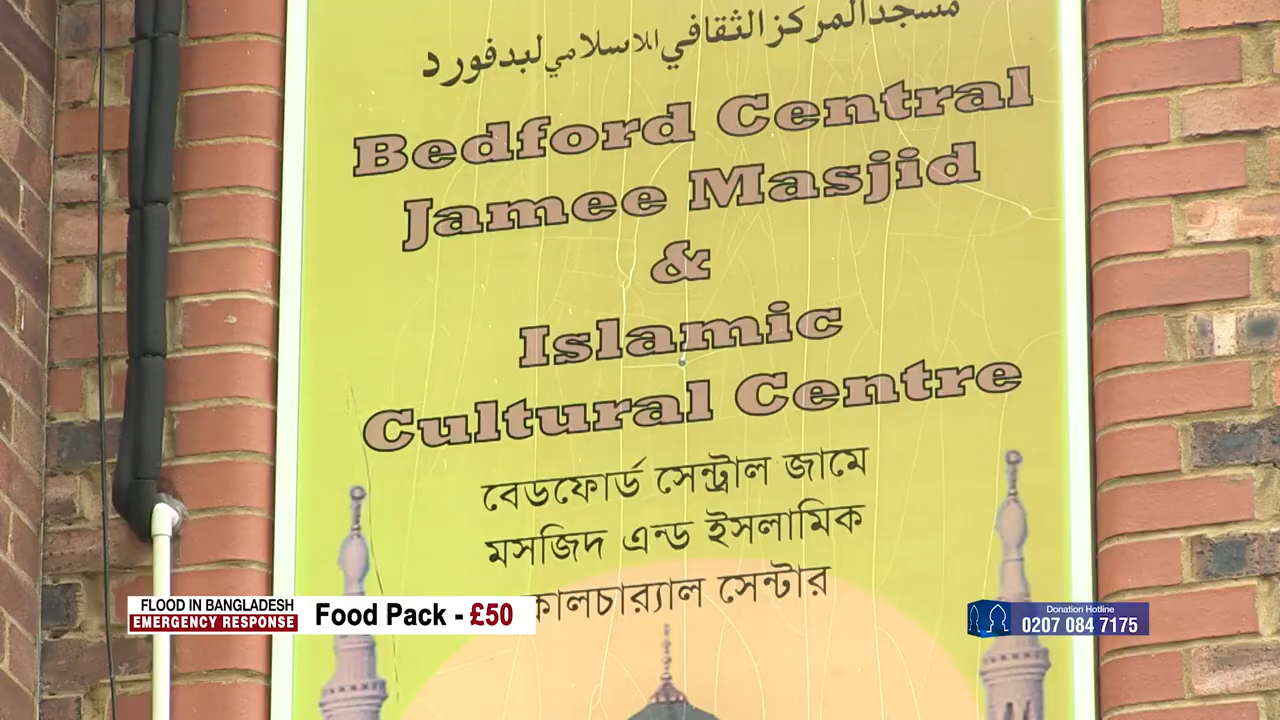 مسجد المركز الثقافي الاسلامي لبدفورد
Bedford Central
Jamee Masjid
&
Islamic
Cultural Centre
বেডফোর্ড সেন্ট্রাল জামে
মসজিদ এন্ড ইসলামিক
কালচার‍্যাল সেন্টার
FLOOD IN BANGLADESH
EMERGENCY RESPONSE
Food Pack - £50
Donation Hotline
0207 084 7175